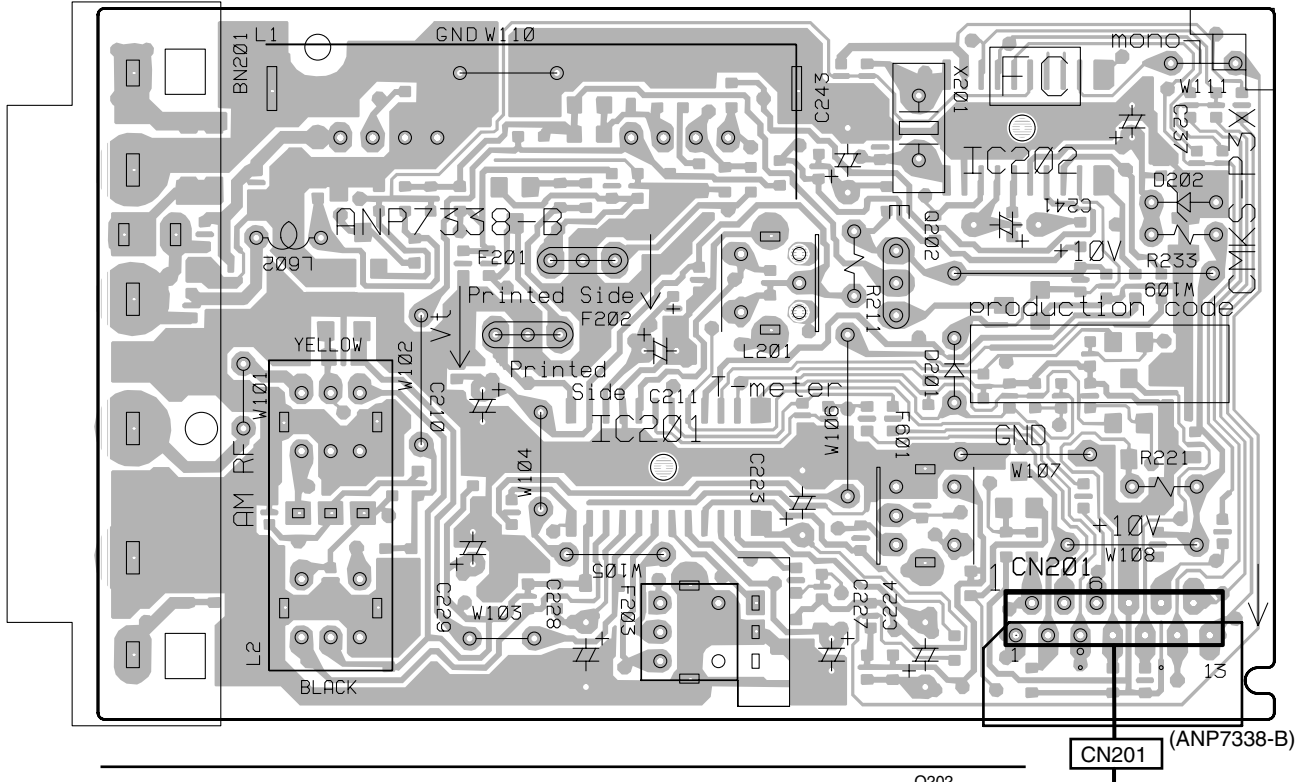 L1
GND W110
mono
BN201
C243
X201
FC
W111
C237
IC202
CMIKS-P3X
D202
ANP7338-B
E
Q202
C241
+10V
L602
F201
R233
W109
Printed Side
F202
R211
production code
Vt
YELLOW
W102
L201
Printed
Side
D201
W101
C210
C211
T-meter
IC201
W106
F601
GND
AM RF
W104
C223
W107
R221
+10V
W108
W105
CN201
1
6
C229
W103
C228
F203
C227
C224
L2
1
13
BLACK
(ANP7338-B)
CN201
Q202